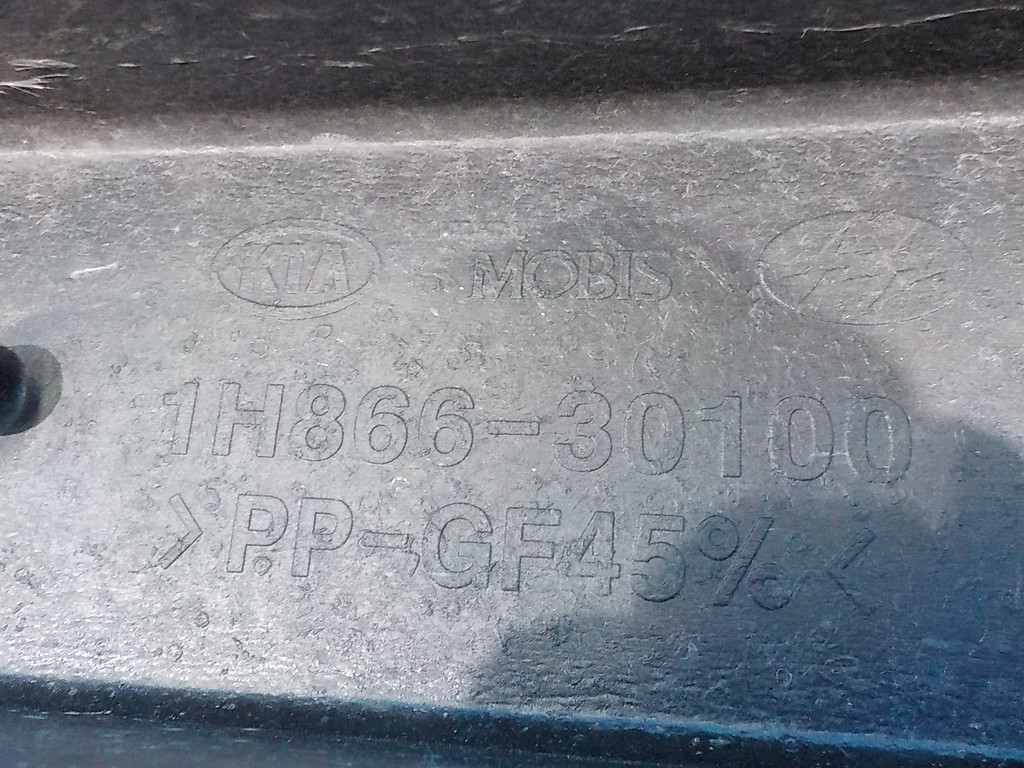 KIA MOBIS
1H866-30100
>PP-GF45%<